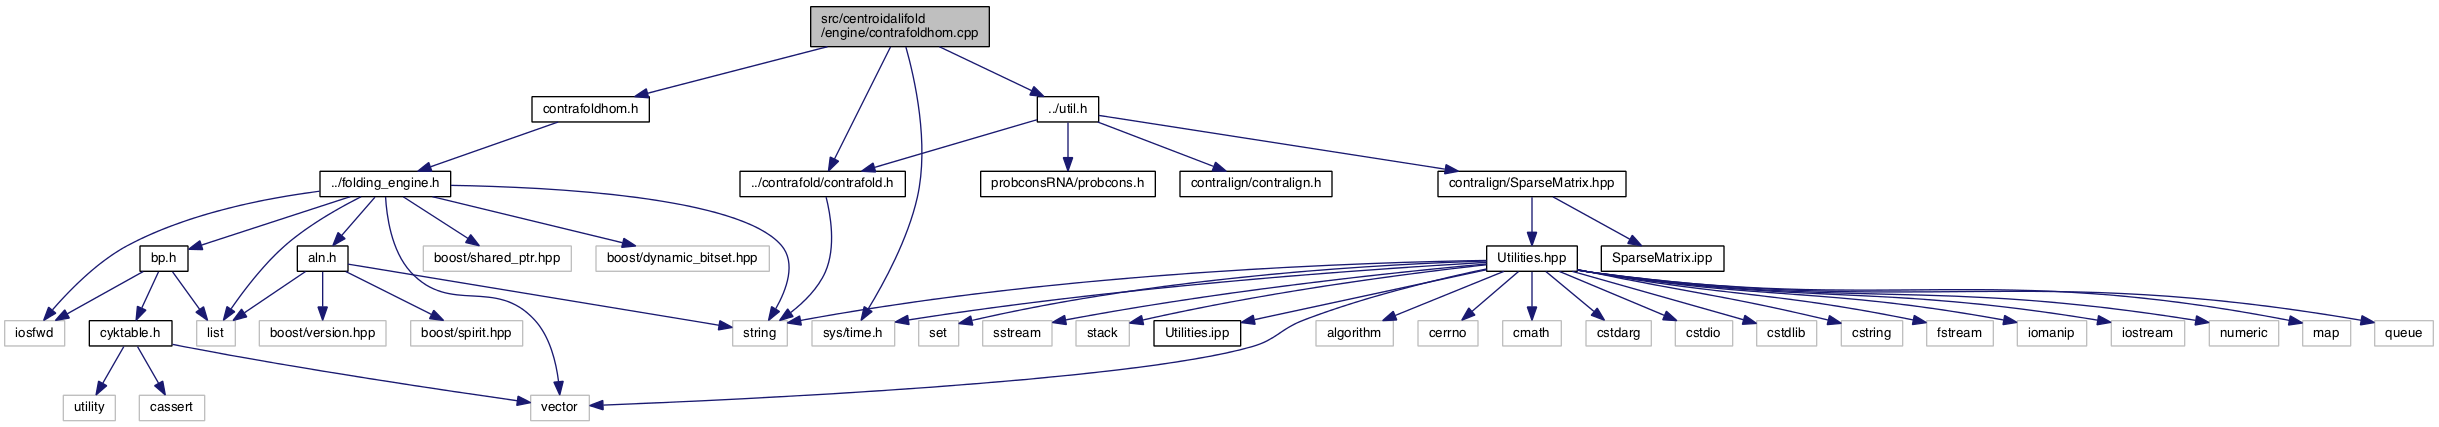 src/centroidalifold
/engine/contrafoldhom.cpp
contrafoldhom.h
../util.h
../folding_engine.h
../contrafold/contrafold.h
probconsRNA/probcons.h
contralign/contralign.h
contralign/SparseMatrix.hpp
bp.h
aln.h
boost/shared_ptr.hpp
boost/dynamic_bitset.hpp
Utilities.hpp
SparseMatrix.ipp
iosfwd
cyktable.h
list
boost/version.hpp
boost/spirit.hpp
string
sys/time.h
set
sstream
stack
Utilities.ipp
algorithm
cerrno
cmath
cstdarg
cstdio
cstdlib
cstring
fstream
iomanip
iostream
numeric
map
queue
utility
cassert
vector